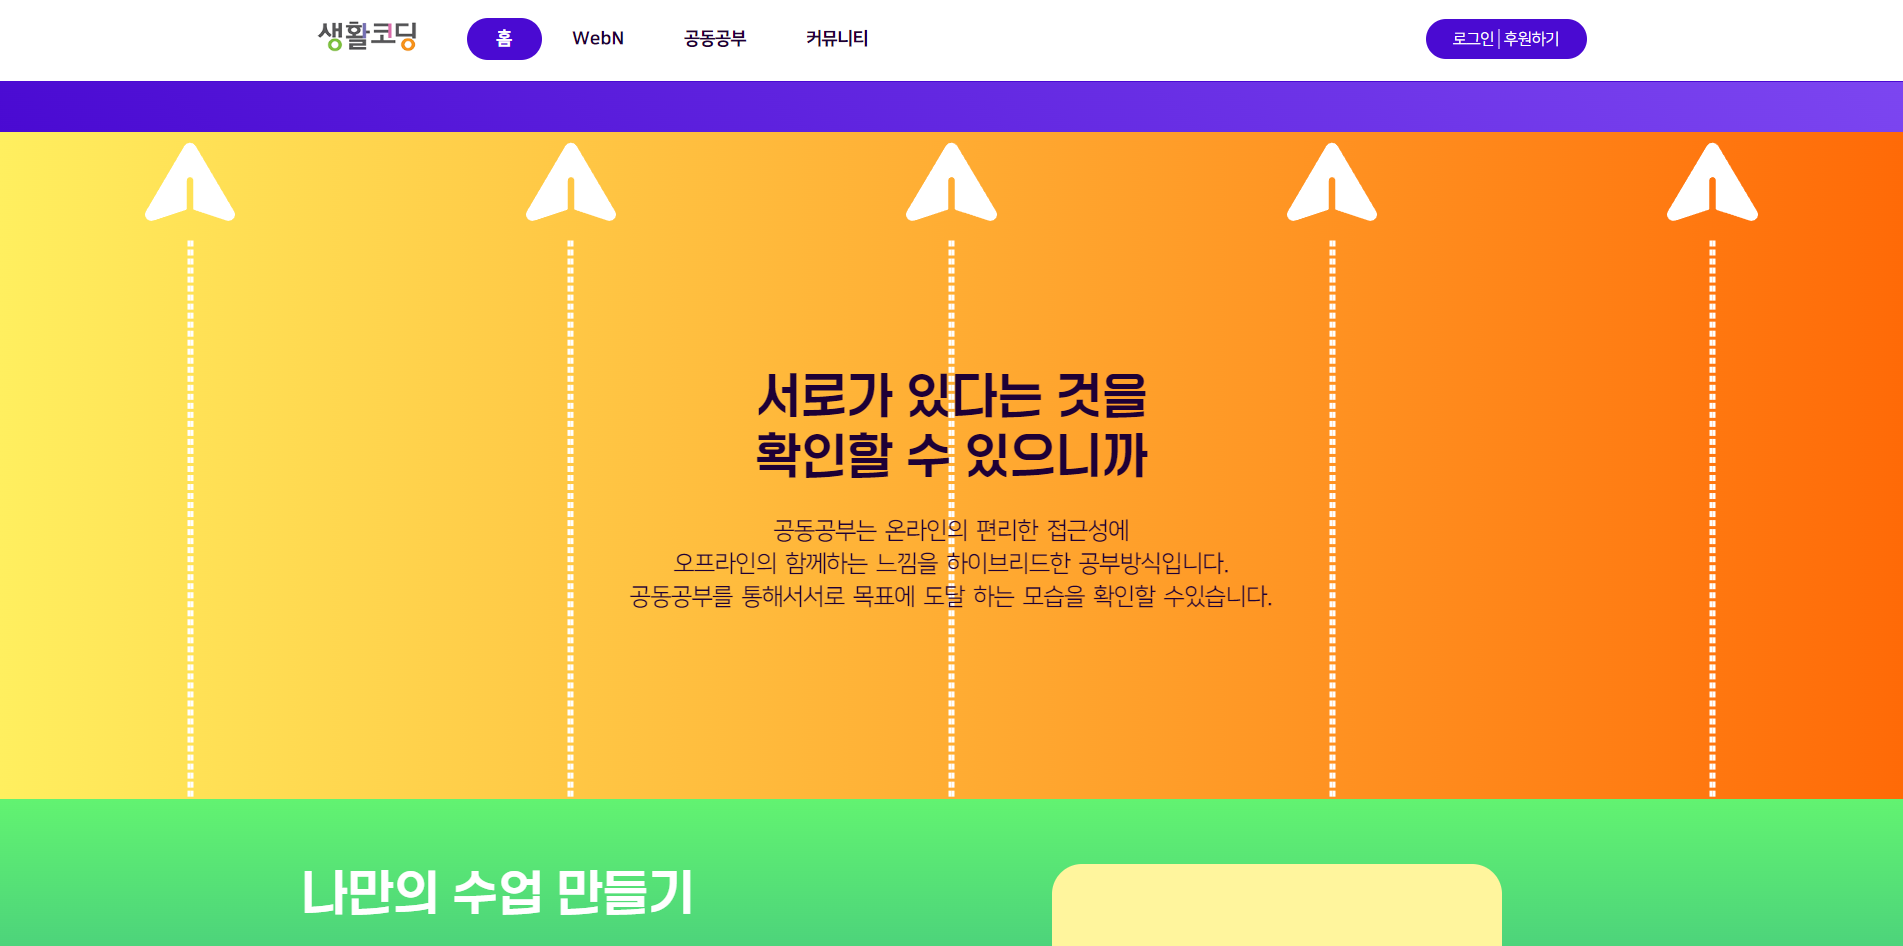 생활코딩
홈
WebN
공동공부
커뮤니티
로그인 | 후원하기
서로가 있다는 것을
확인할 수 있으니까
공동공부는 온라인의 편리한 접근성에
오프라인의 함께하는 느낌을 하이브리드한 공부방식입니다.
공동공부를 통해서서로 목표에 도달 하는 모습을 확인할 수있습니다.
나만의 수업 만들기